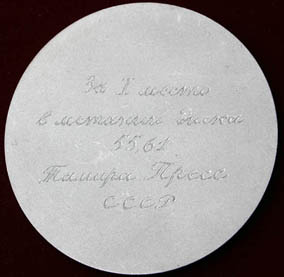 За I место
в метании диска
55,61
Тамара Пресс
СССР